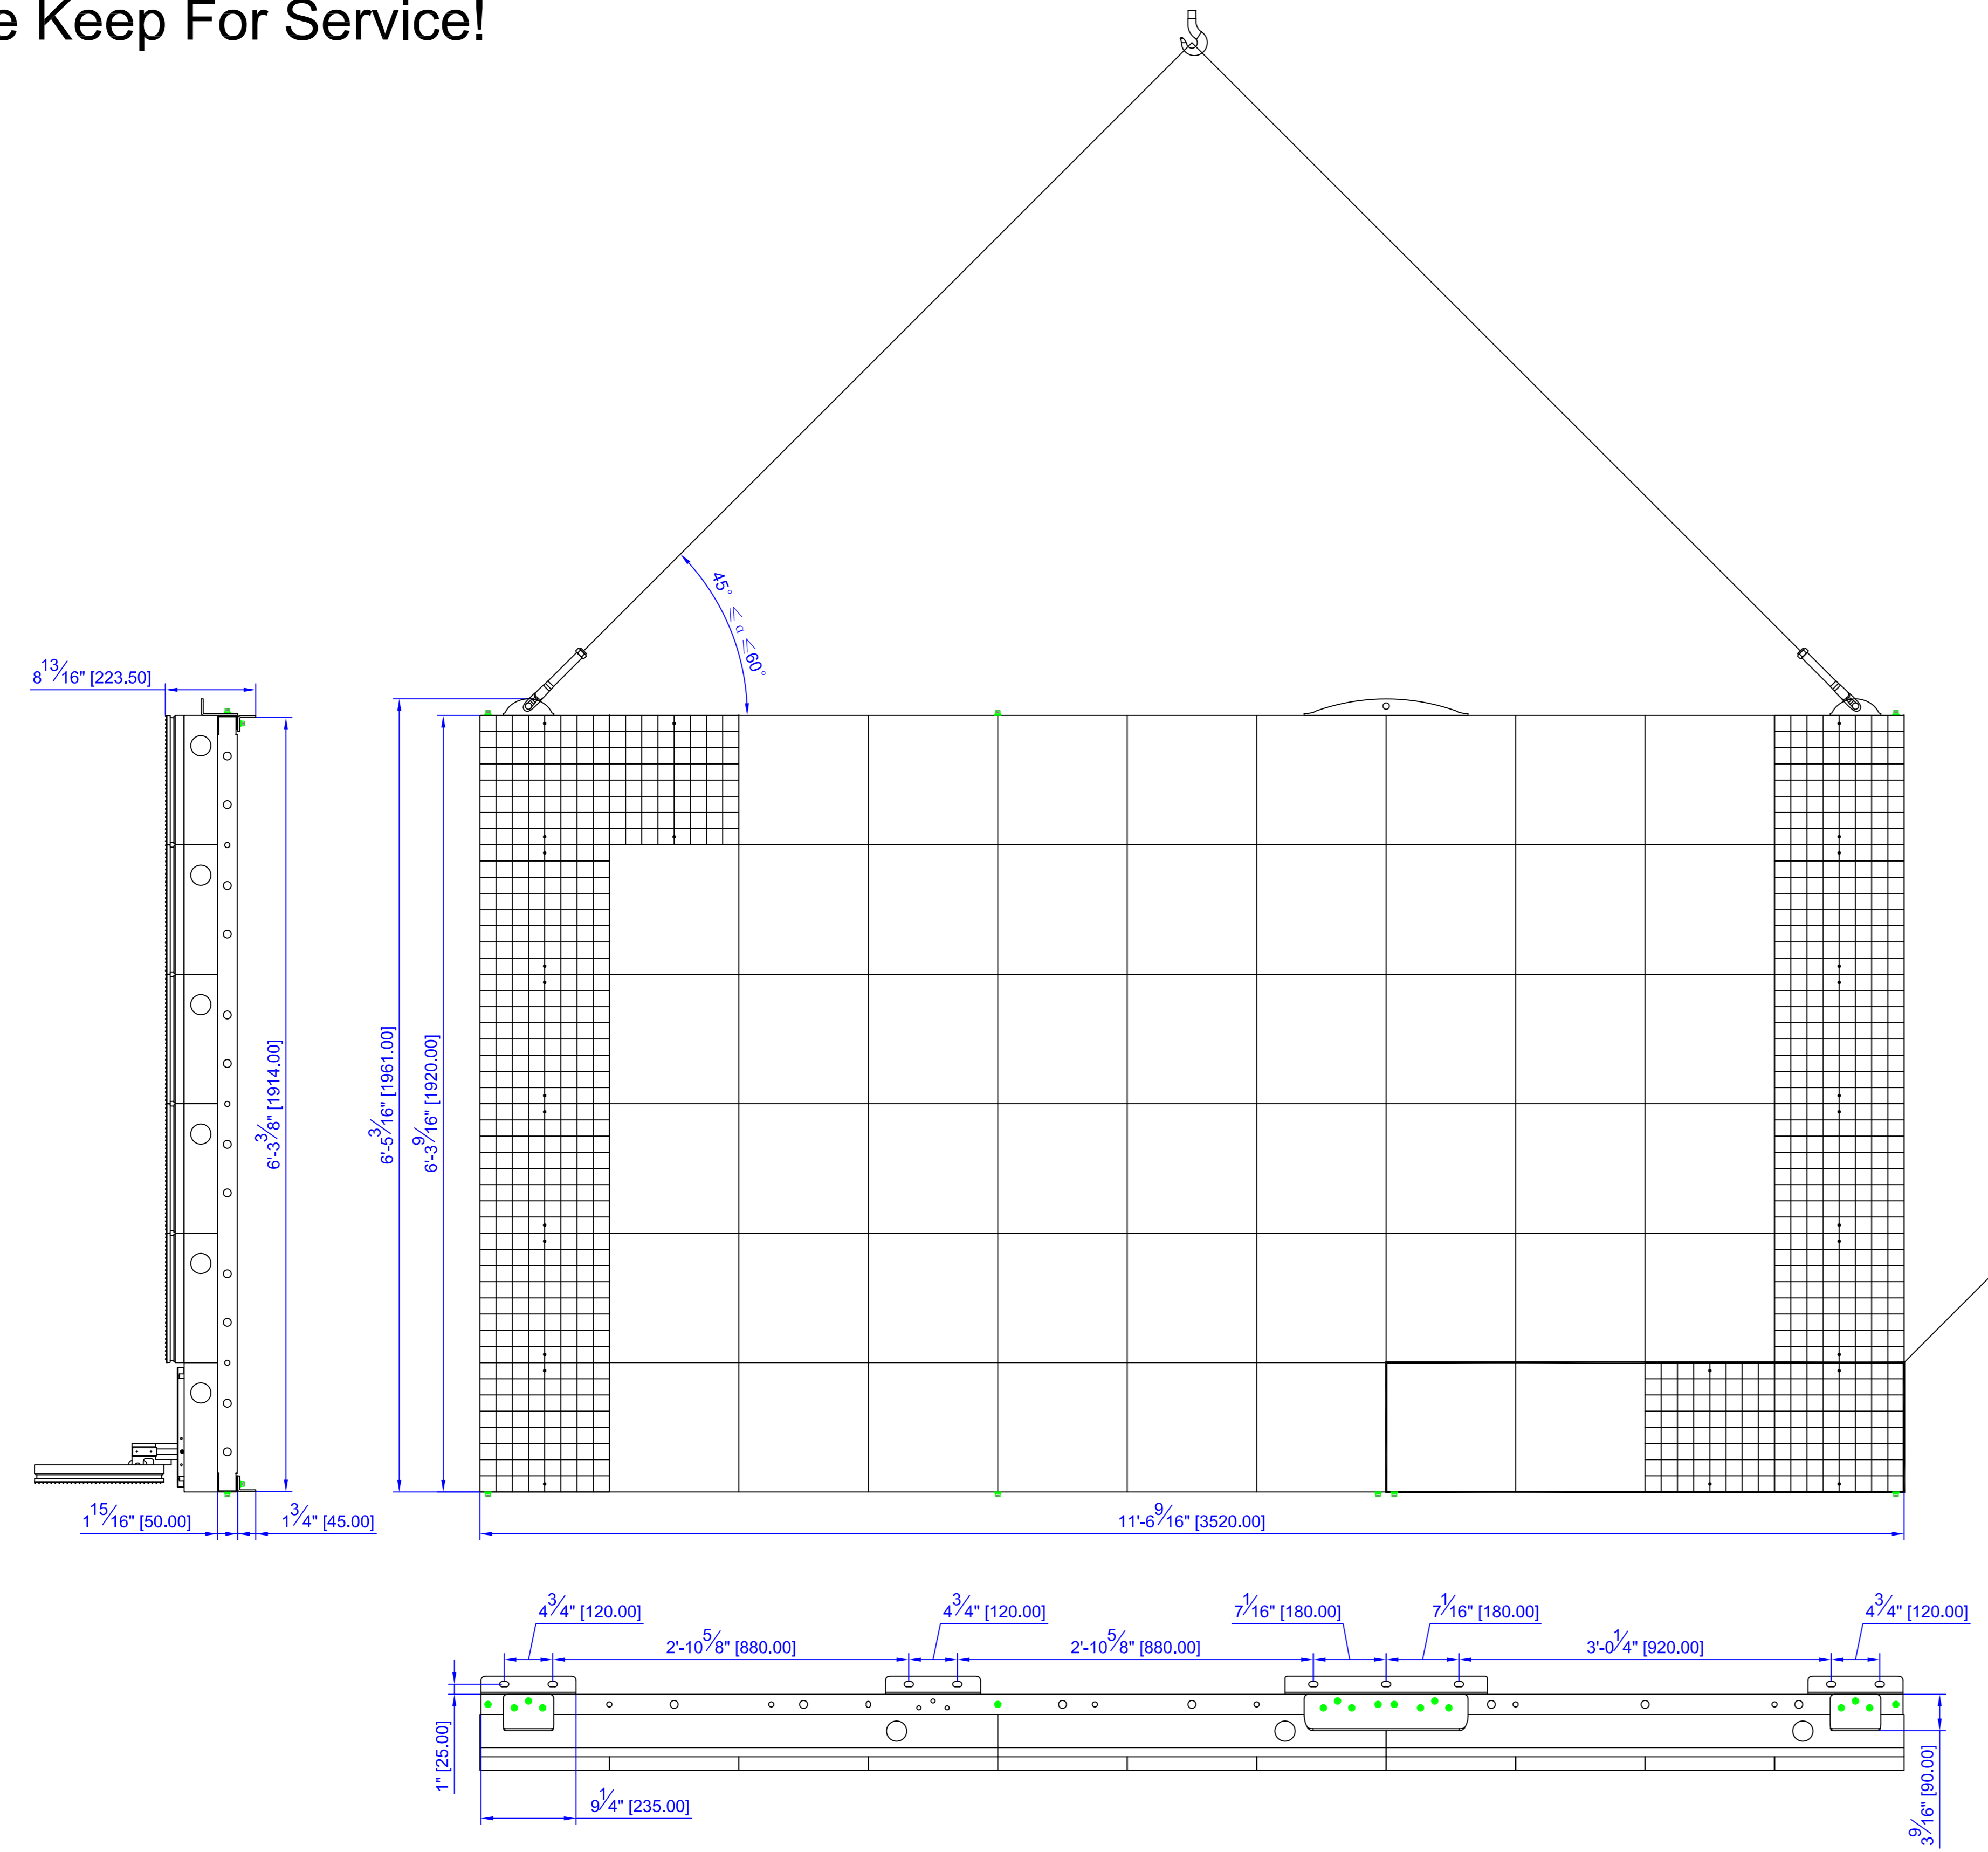 e Keep For Service!
45° ⩽ α ⩽60°
8 13/16" [223.50]
6'-3 3/8" [1914.00]
6'-5 3/16" [1961.00]
6'-3 9/16" [1920.00]
1 15/16" [50.00]
1 3/4" [45.00]
11'-6 9/16" [3520.00]
4 3/4" [120.00]
4 3/4" [120.00]
7 1/16" [180.00]
7 1/16" [180.00]
4 3/4" [120.00]
2'-10 5/8" [880.00]
2'-10 5/8" [880.00]
3'-0 1/4" [920.00]
1" [25.00]
9 1/4" [235.00]
3 9/16" [90.00]